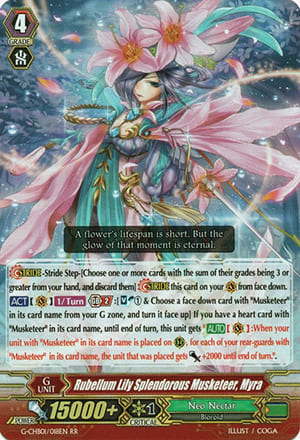 4
GRADE
A flower's lifespan is short. But the
glow of that moment is eternal.
STRIDE -Stride Step-[Choose one or more cards with the sum of their grades being 3 or
greater from your hand, and discard them] STRIDE this card on your from face down.
ACT [ ] 1/Turn [ 2 : [ 1 & Choose a face down card with "Musketeer"
in its card name from your G zone, and turn it face up] If you have a heart card with
"Musketeer" in its card name, until end of turn, this unit gets AUTO [ ]:When your
unit with "Musketeer" in its card name is placed on , for each of your rear-guards with
"Musketeer" in its card name, the unit that was placed gets +2000 until end of turn.".
G
UNIT
Rubellum Lily Splendorous Musketeer, Myra
POWER 15000+
1
CRITICAL
Neo Nectar
Bioroid
G-CHB01/018EN RR
ILLUST / COGA